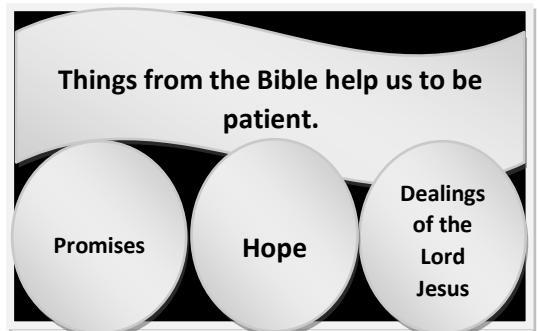 Things from the Bible help us to be
patient.
Promises
Hope
Dealings
of the
Lord
Jesus